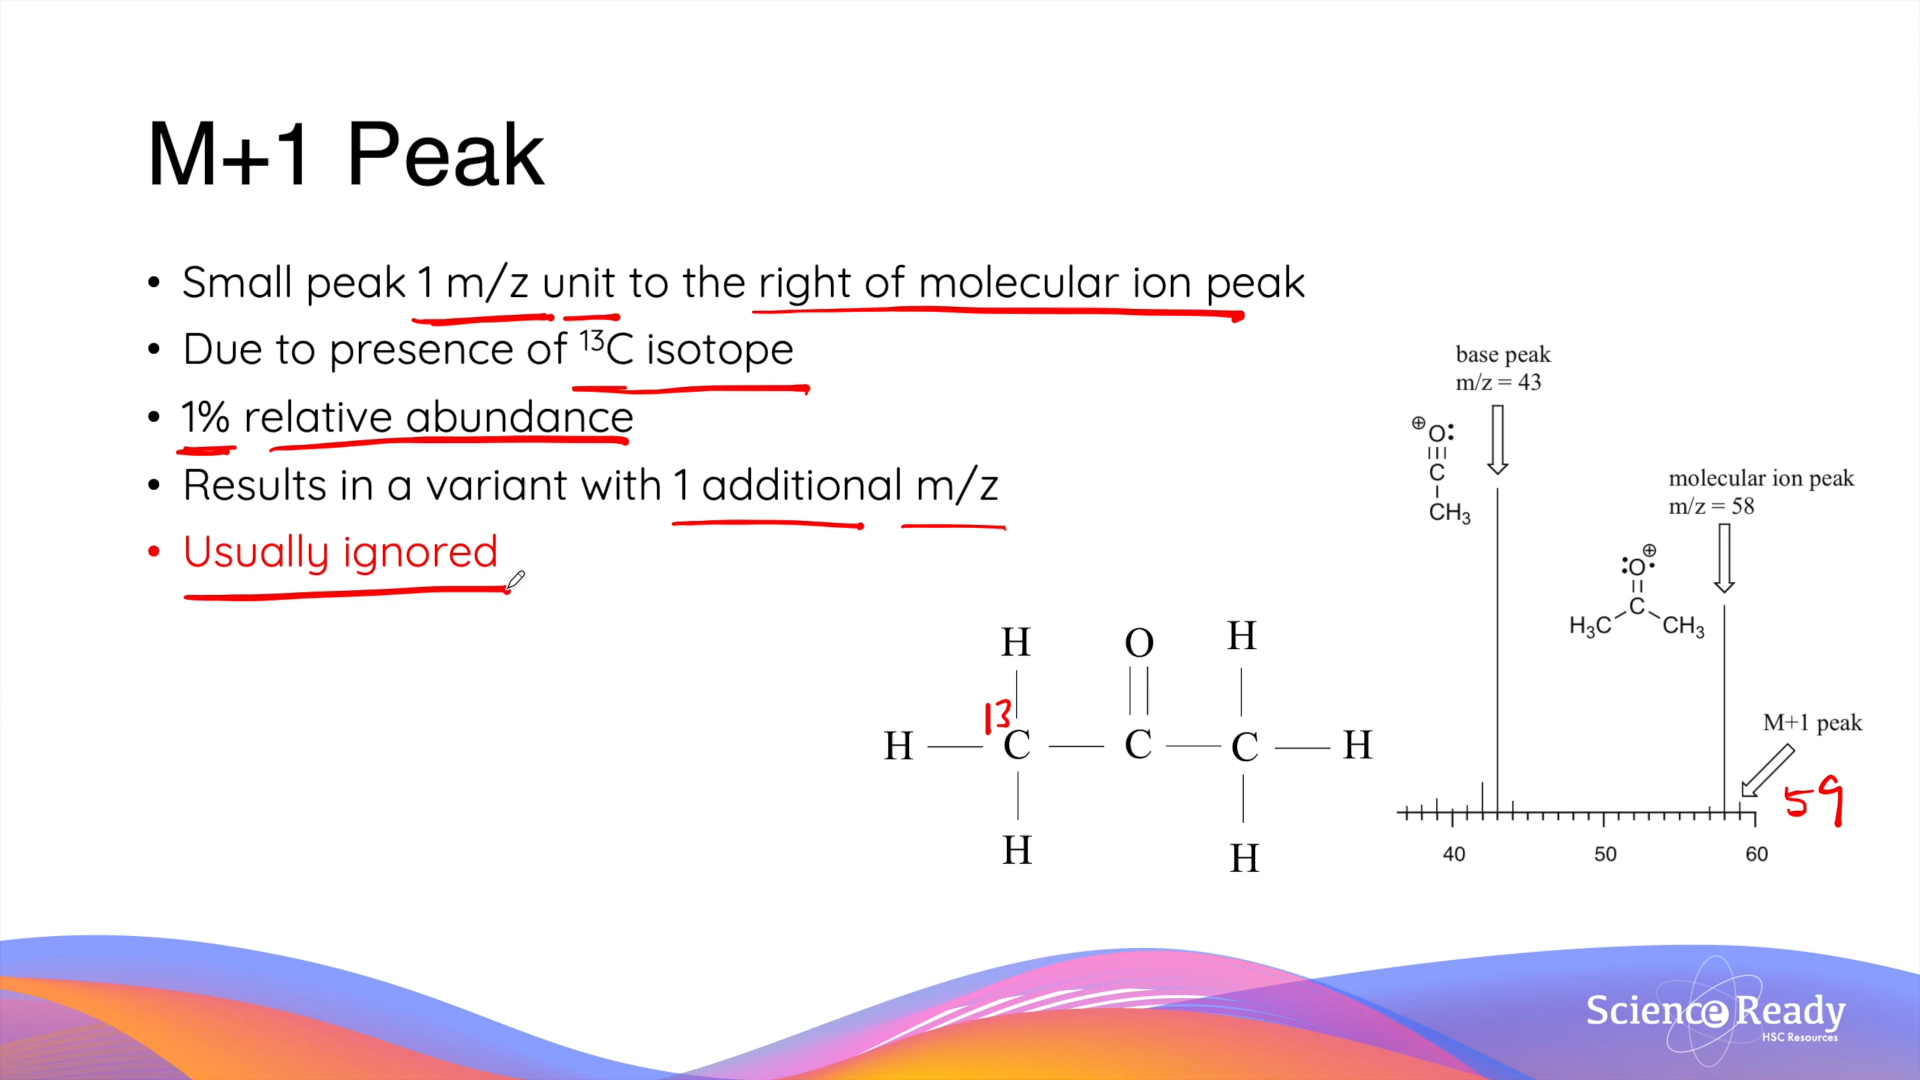 M+1 Peak
• Small peak 1 m/z unit to the right of molecular ion peak
• Due to presence of ¹³C isotope
• 1% relative abundance
• Results in a variant with 1 additional m/z
• Usually ignored
base peak
m/z = 43
⊕
O:
C
CH₃
molecular ion peak
m/z = 58
⊕
:O·
C
H₃C CH₃
H O H
13
H C C C H
H H
M+1 peak
59
40 50 60
Science Ready
HSC Resources